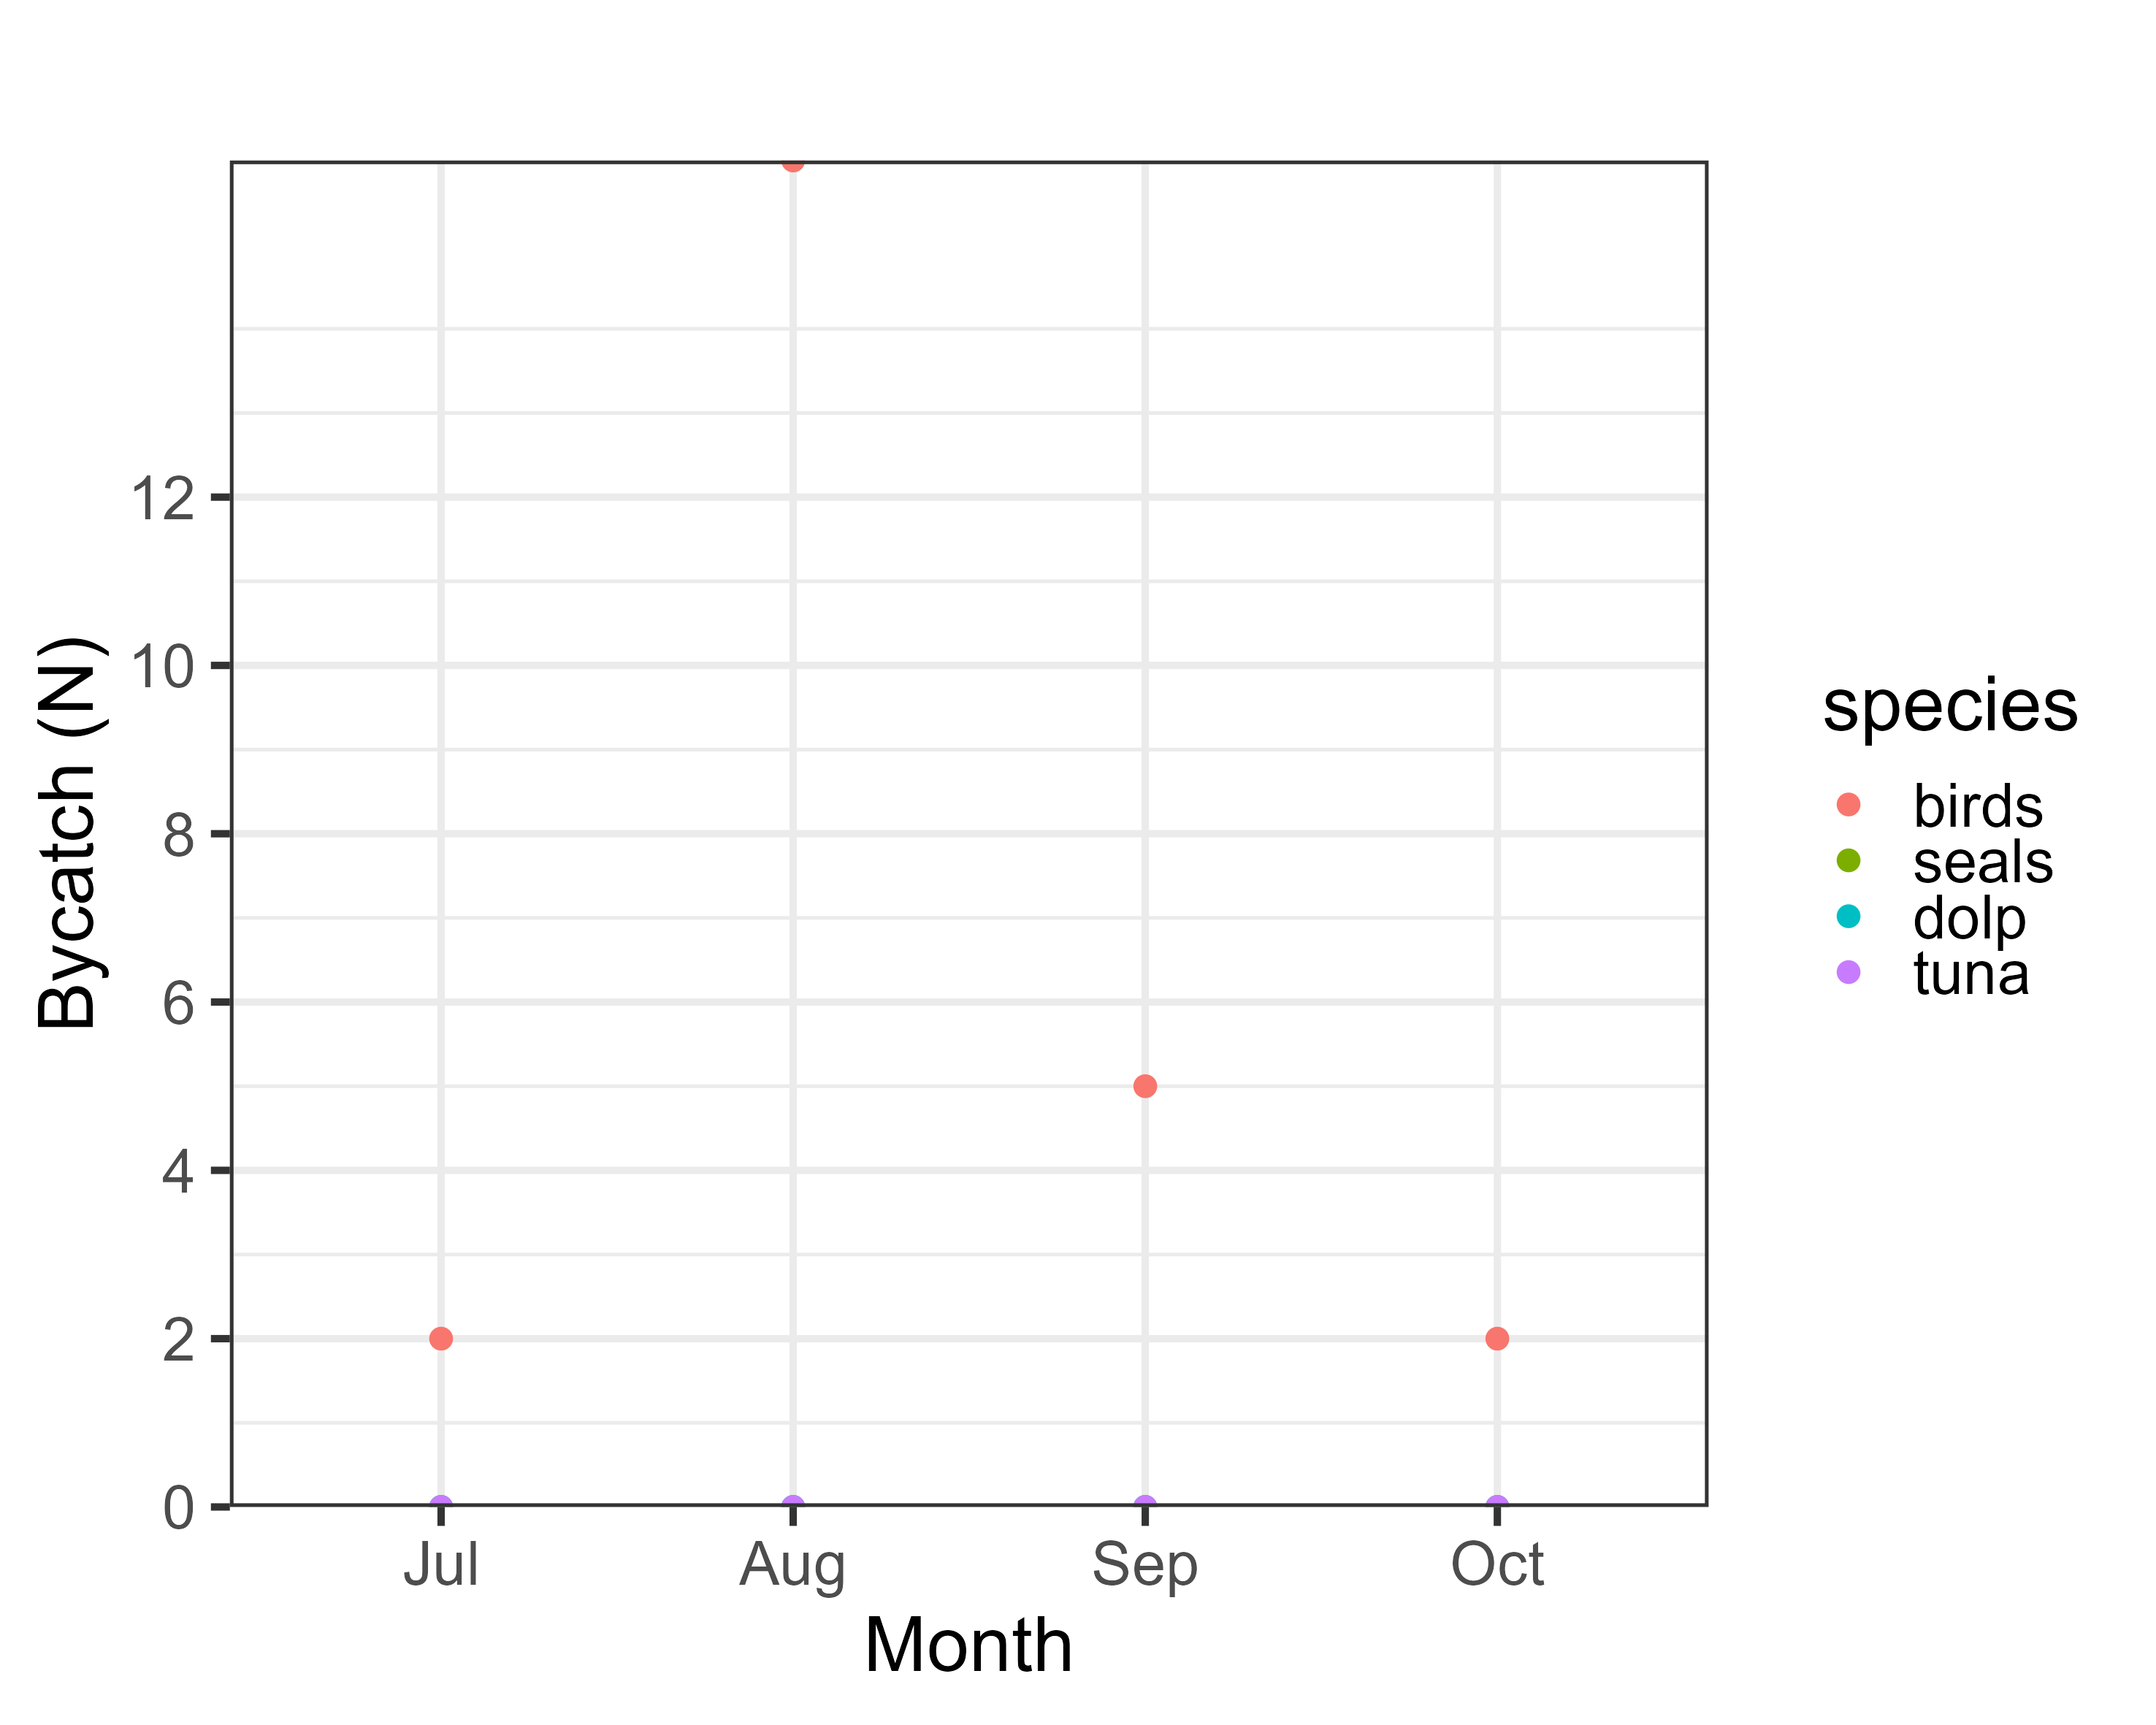 12
10
8
6
4
2
0
Bycatch (N)
Jul Aug Sep Oct
Month
species
birds
seals
dolp
tuna